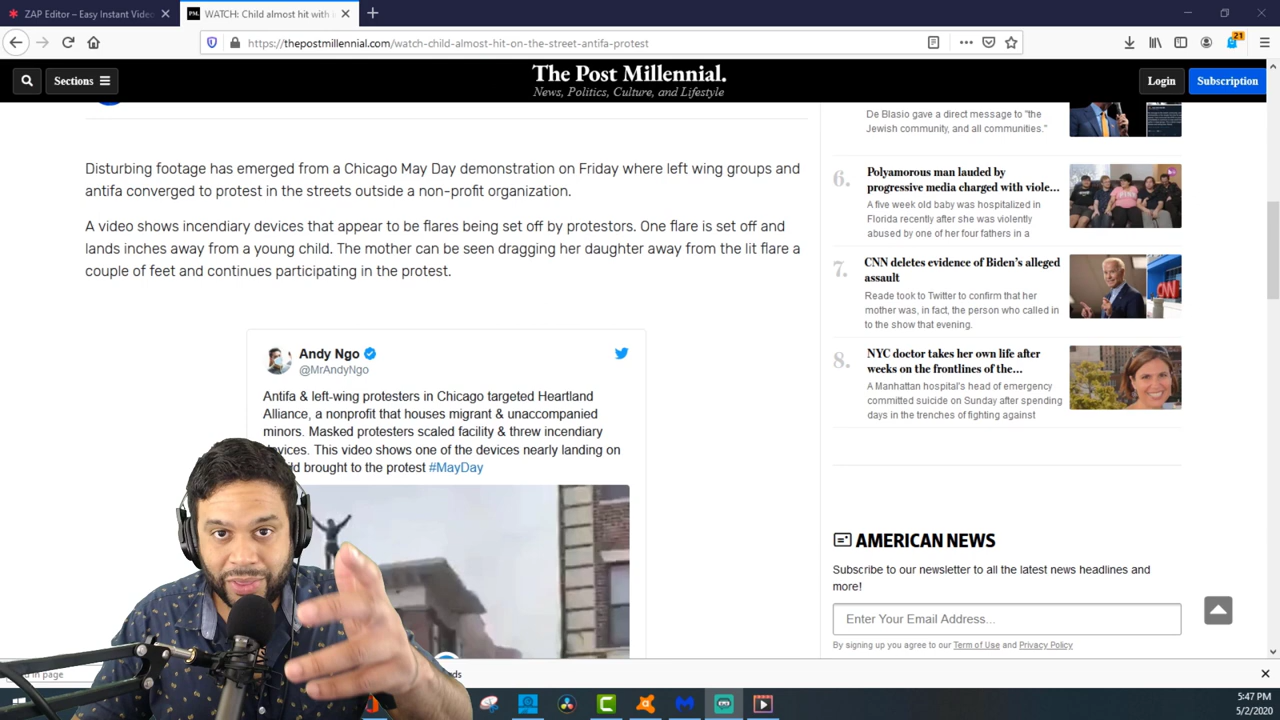 ZAP Editor – Easy Instant Video
WATCH: Child almost hit with i
https://thepostmillennial.com/watch-child-almost-hit-on-the-street-antifa-protest
21
Sections
The Post Millennial.
News, Politics, Culture, and Lifestyle
Login
Subscription
Disturbing footage has emerged from a Chicago May Day demonstration on Friday where left wing groups and
antifa converged to protest in the streets outside a non-profit organization.
A video shows incendiary devices that appear to be flares being set off by protestors. One flare is set off and
lands inches away from a young child. The mother can be seen dragging her daughter away from the lit flare a
couple of feet and continues participating in the protest.
Andy Ngo
@MrAndyNgo
Antifa & left-wing protesters in Chicago targeted Heartland
Alliance, a nonprofit that houses migrant & unaccompanied
minors. Masked protesters scaled facility & threw incendiary
vices. This video shows one of the devices nearly landing on
d brought to the protest #MayDay
De Blasio gave a direct message to "the
Jewish community, and all communities."
6.
Polyamorous man lauded by
progressive media charged with viole...
A five week old baby was hospitalized in
Florida recently after she was violently
abused by one of her four fathers in a
7.
CNN deletes evidence of Biden's alleged
assault
Reade took to Twitter to confirm that her
mother was, in fact, the person who called in
to the show that evening.
CNN
8.
NYC doctor takes her own life after
weeks on the frontlines of the...
A Manhattan hospital's head of emergency
committed suicide on Sunday after spending
days in the trenches of fighting against
AMERICAN NEWS
Subscribe to our newsletter to all the latest news headlines and
more!
Enter Your Email Address...
By signing up you agree to our Term of Use and Privacy Policy
d in page
ds
5:47 PM
5/2/2020